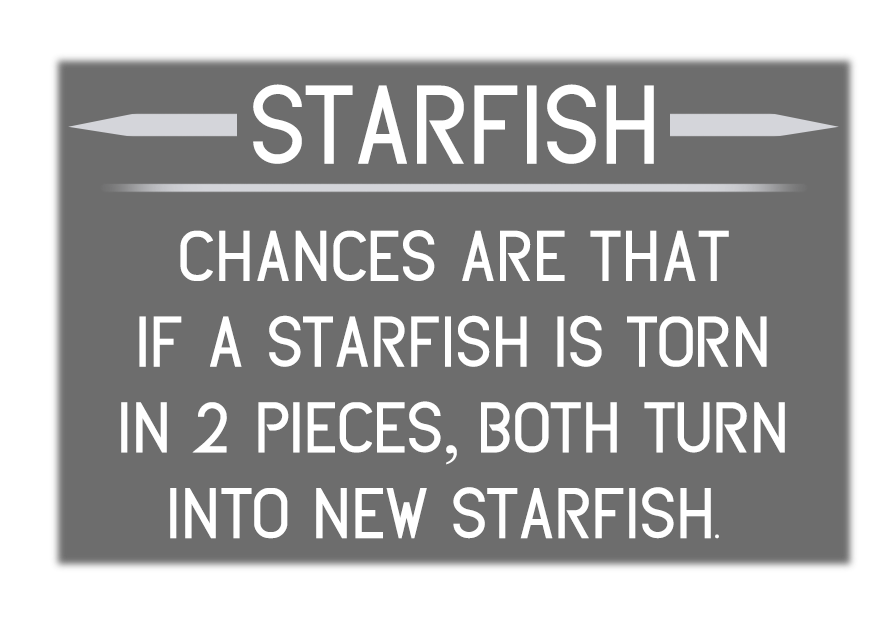 STARFISH
CHANCES ARE THAT
IF A STARFISH IS TORN
IN 2 PIECES, BOTH TURN
INTO NEW STARFISH.